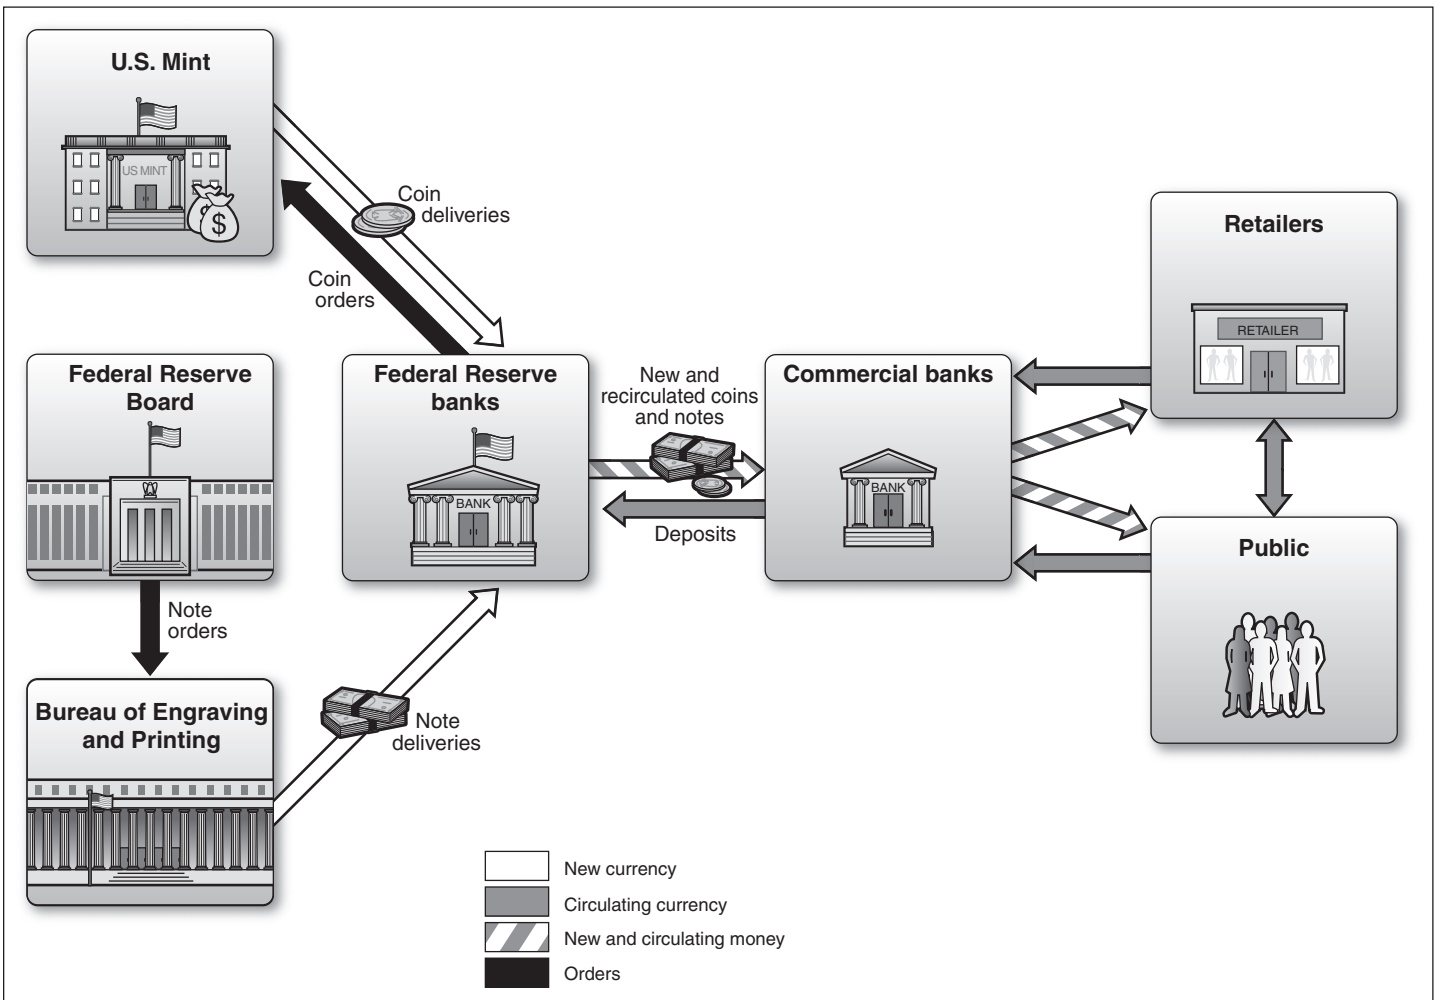 U.S. Mint
US MINT
$
$
Coin
deliveries
Coin
orders
Federal Reserve
Board
Note
orders
Bureau of Engraving
and Printing
Note
deliveries
Federal Reserve
banks
BANK
New and
recirculated coins
and notes
Deposits
Commercial banks
BANK
Retailers
RETAILER
Public
New currency
Circulating currency
New and circulating money
Orders